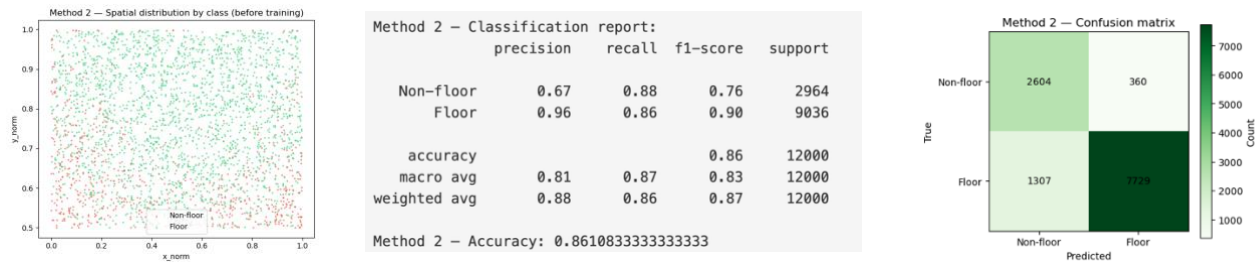 Method 2 — Spatial distribution by class (before training)
1.0
0.9
0.8
0.7
0.6
0.5
y_norm
Non-floor
Floor
0.0 0.2 0.4 0.6 0.8 1.0
x_norm
Method 2 — Classification report:
precision recall f1-score support
Non-floor 0.67 0.88 0.76 2964
Floor 0.96 0.86 0.90 9036
accuracy 0.86 12000
macro avg 0.81 0.87 0.83 12000
weighted avg 0.88 0.86 0.87 12000
Method 2 — Accuracy: 0.8610833333333333
Method 2 — Confusion matrix
Non-floor 2604 360
Floor 1307 7729
True
Non-floor Floor
Predicted
7000
6000
5000
4000
3000
2000
1000
Count